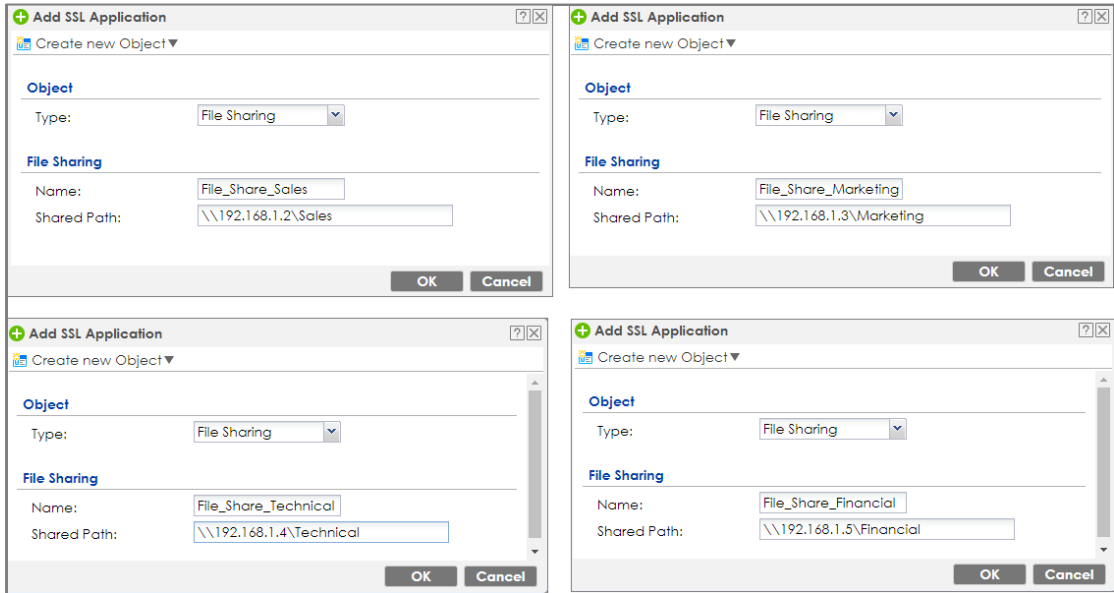 Add SSL Application
Create new Object
Object
Type: File Sharing
File Sharing
Name: File_Share_Sales
Shared Path: \\192.168.1.2\Sales
OK Cancel
Add SSL Application
Create new Object
Object
Type: File Sharing
File Sharing
Name: File_Share_Marketing
Shared Path: \\192.168.1.3\Marketing
OK Cancel
Add SSL Application
Create new Object
Object
Type: File Sharing
File Sharing
Name: File_Share_Technical
Shared Path: \\192.168.1.4\Technical
OK Cancel
Add SSL Application
Create new Object
Object
Type: File Sharing
File Sharing
Name: File_Share_Financial
Shared Path: \\192.168.1.5\Financial
OK Cancel